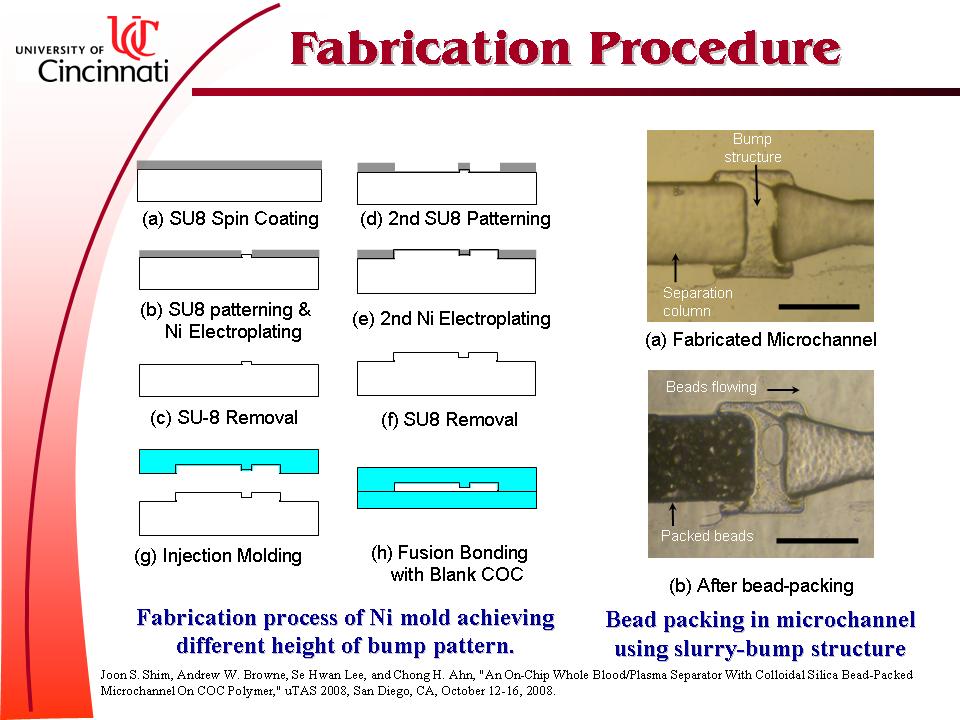 UNIVERSITY OF
UC
Cincinnati
Fabrication Procedure
(a) SU8 Spin Coating
(d) 2nd SU8 Patterning
(b) SU8 patterning &
Ni Electroplating
(e) 2nd Ni Electroplating
(c) SU-8 Removal
(f) SU8 Removal
(g) Injection Molding
(h) Fusion Bonding
with Blank COC
Fabrication process of Ni mold achieving
different height of bump pattern.
Bump
structure
Separation
column
(a) Fabricated Microchannel
Beads flowing
Packed beads
(b) After bead-packing
Bead packing in microchannel
using slurry-bump structure
Joon S. Shim, Andrew W. Browne, Se Hwan Lee, and Chong H. Ahn, "An On-Chip Whole Blood/Plasma Separator With Colloidal Silica Bead-Packed
Microchannel On COC Polymer," uTAS 2008, San Diego, CA, October 12-16, 2008.